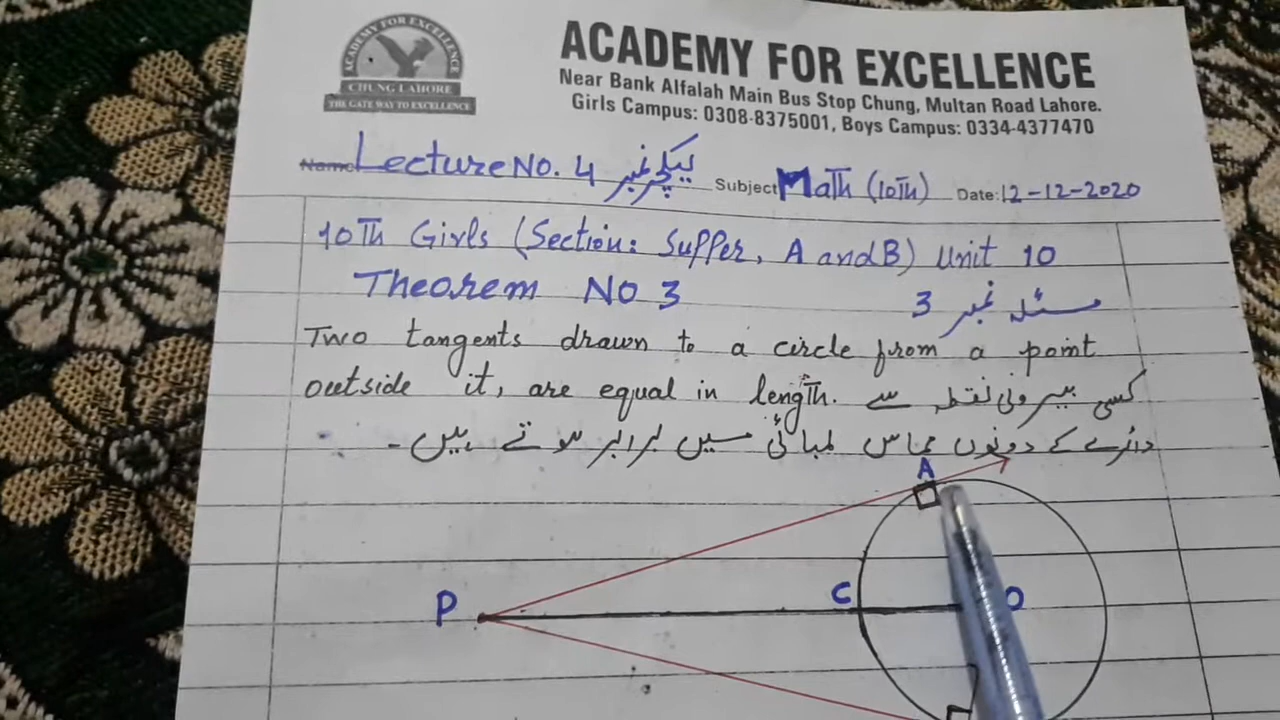 ACADEMY FOR EXCELLENCE
CHUNG LAHORE
THE GATE WAY TO EXCELLENCE
ACADEMY FOR EXCELLENCE
Near Bank Alfalah Main Bus Stop Chung, Multan Road Lahore.
Girls Campus: 0308-8375001, Boys Campus: 0334-4377470
Name Lecture No. 4 لیکچر نمبر Subject Math (10Th) Date: 12-12-2020
10Th Girls (Section: Suffer, A and B) Unit 10
Theorem No 3 مسئلہ نمبر 3
Two tangents drawn to a circle from a point
outside it, are equal in length. کسی بیرونی نقطہ سے
دائرے کے دونوں مماس لمبائی میں برابر ہوتے ہیں۔
A
P
C
O